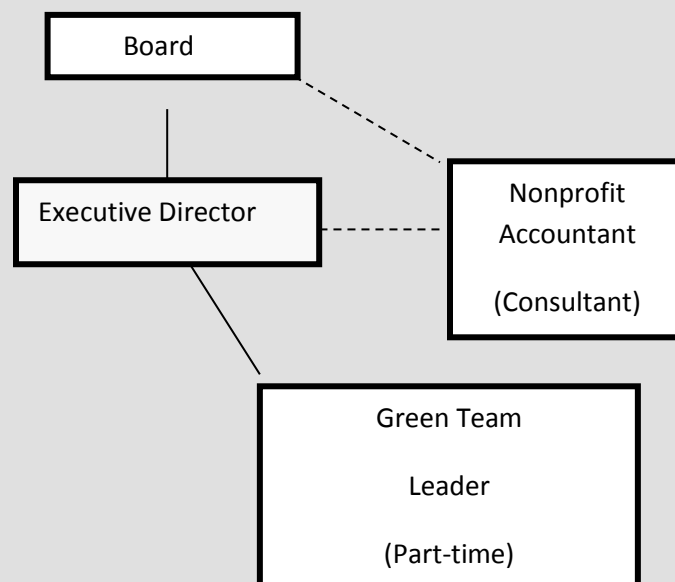 Board
Executive Director
Nonprofit
Accountant
(Consultant)
Green Team
Leader
(Part-time)